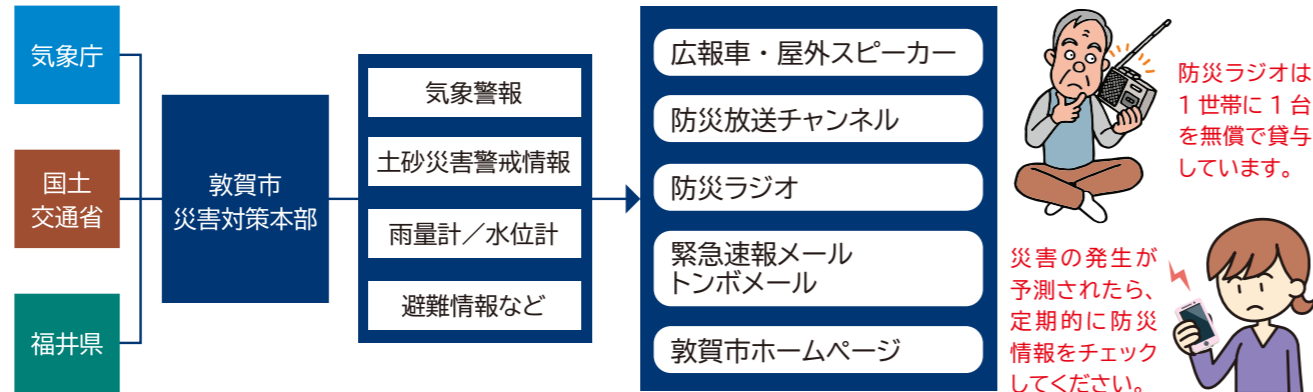 気象庁
国土
交通省
福井県
敦賀市
災害対策本部
気象警報
土砂災害警戒情報
雨量計／水位計
避難情報など
広報車・屋外スピーカー
防災放送チャンネル
防災ラジオ
緊急速報メール
トンボメール
敦賀市ホームページ
防災ラジオは
1世帯に1台
を無償で貸与
しています。
災害の発生が
予測されたら、
定期的に防災
情報をチェック
してください。